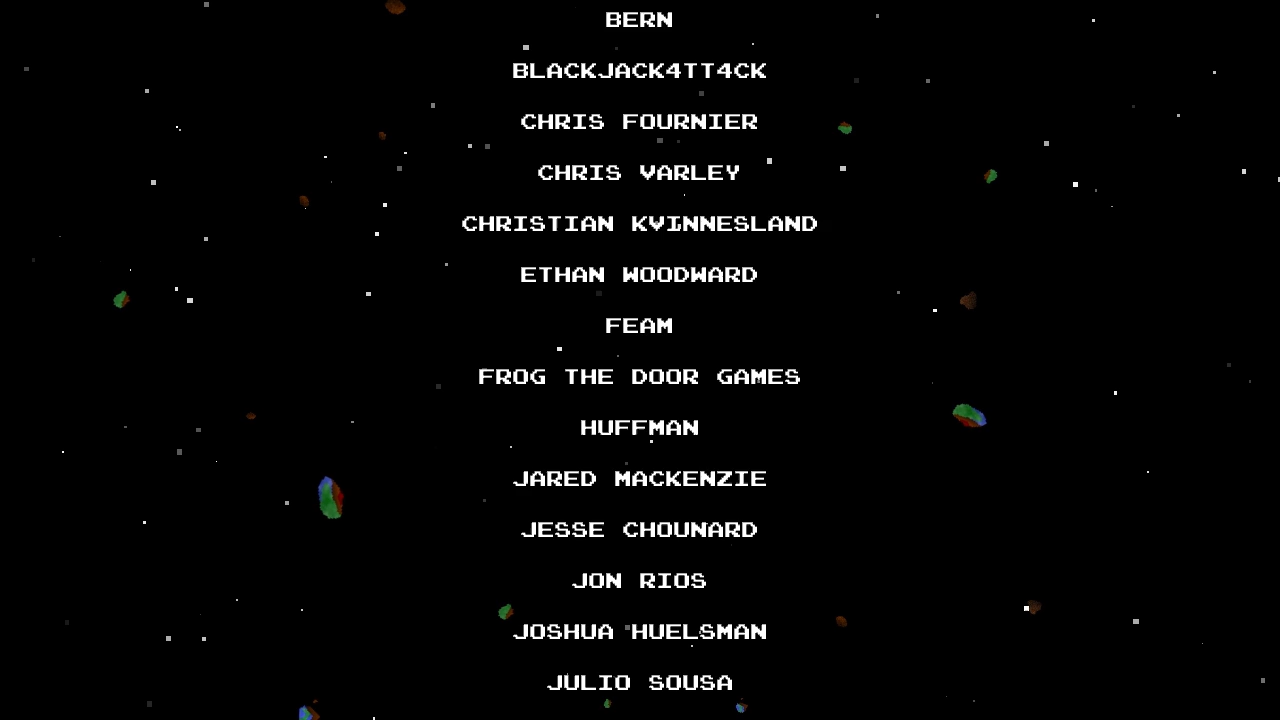 BERN
BLACKJACK4TT4CK
CHRIS FOURNIER
CHRIS VARLEY
CHRISTIAN KVINNESLAND
ETHAN WOODWARD
FEAM
FROG THE DOOR GAMES
HUFFMAN
JARED MACKENZIE
JESSE CHOUNARD
JON RIOS
JOSHUA HUELSMAN
JULIO SOUSA